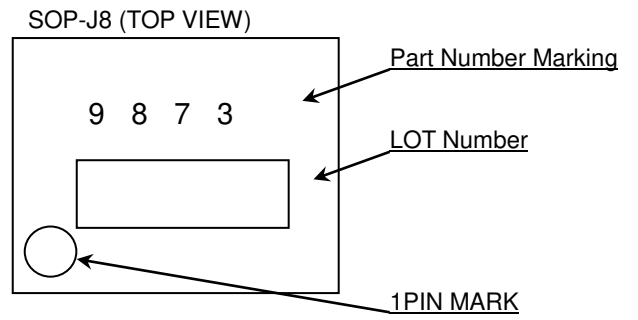 SOP-J8 (TOP VIEW)
Part Number Marking
9 8 7 3
LOT Number
1PIN MARK